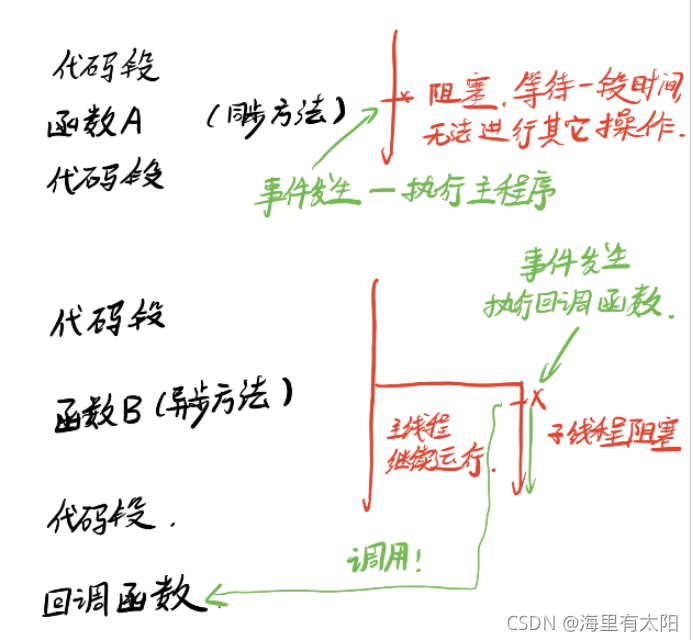 代码段
函数A (同步方法)
阻塞,等待一段时间,
无法进行其它操作.
代码段
事件发生一执行主程序
事件发生
执行回调函数.
代码段
函数B(异步方法)
主线程
继续运行.
子线程阻塞
代码段.
调用!
回调函数.
CSDN @海里有太阳